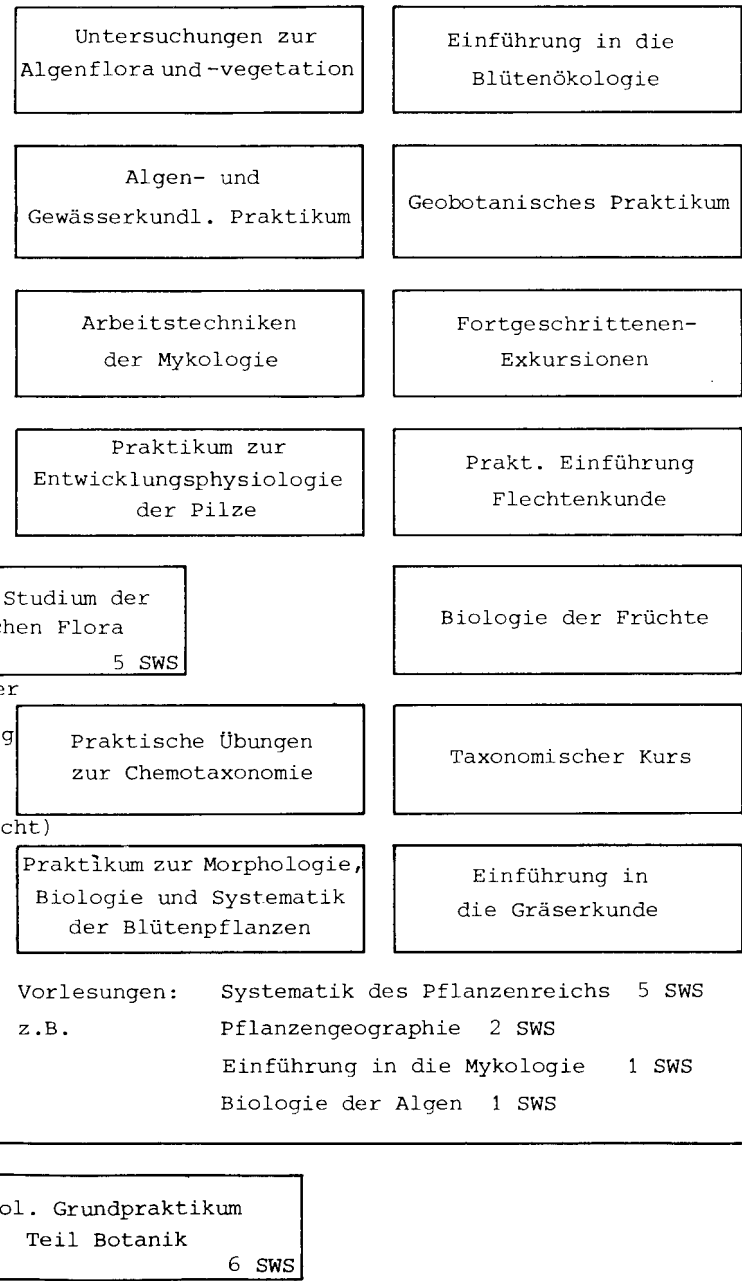 Untersuchungen zur
Algenflora und -vegetation
Einführung in die
Blütenökologie
Algen- und
Gewässerkundl. Praktikum
Geobotanisches Praktikum
Arbeitstechniken
der Mykologie
Fortgeschrittenen-
Exkursionen
Praktikum zur
Entwicklungsphysiologie
der Pilze
Prakt. Einführung
Flechtenkunde
Studium der
chen Flora
5 SWS
Biologie der Früchte
er
g
Praktische Übungen
zur Chemotaxonomie
Taxonomischer Kurs
cht)
Praktikum zur Morphologie,
Biologie und Systematik
der Blütenpflanzen
Einführung in
die Gräserkunde
Vorlesungen: Systematik des Pflanzenreichs 5 SWS
z.B. Pflanzengeographie 2 SWS
Einführung in die Mykologie 1 SWS
Biologie der Algen 1 SWS
ol. Grundpraktikum
Teil Botanik
6 SWS